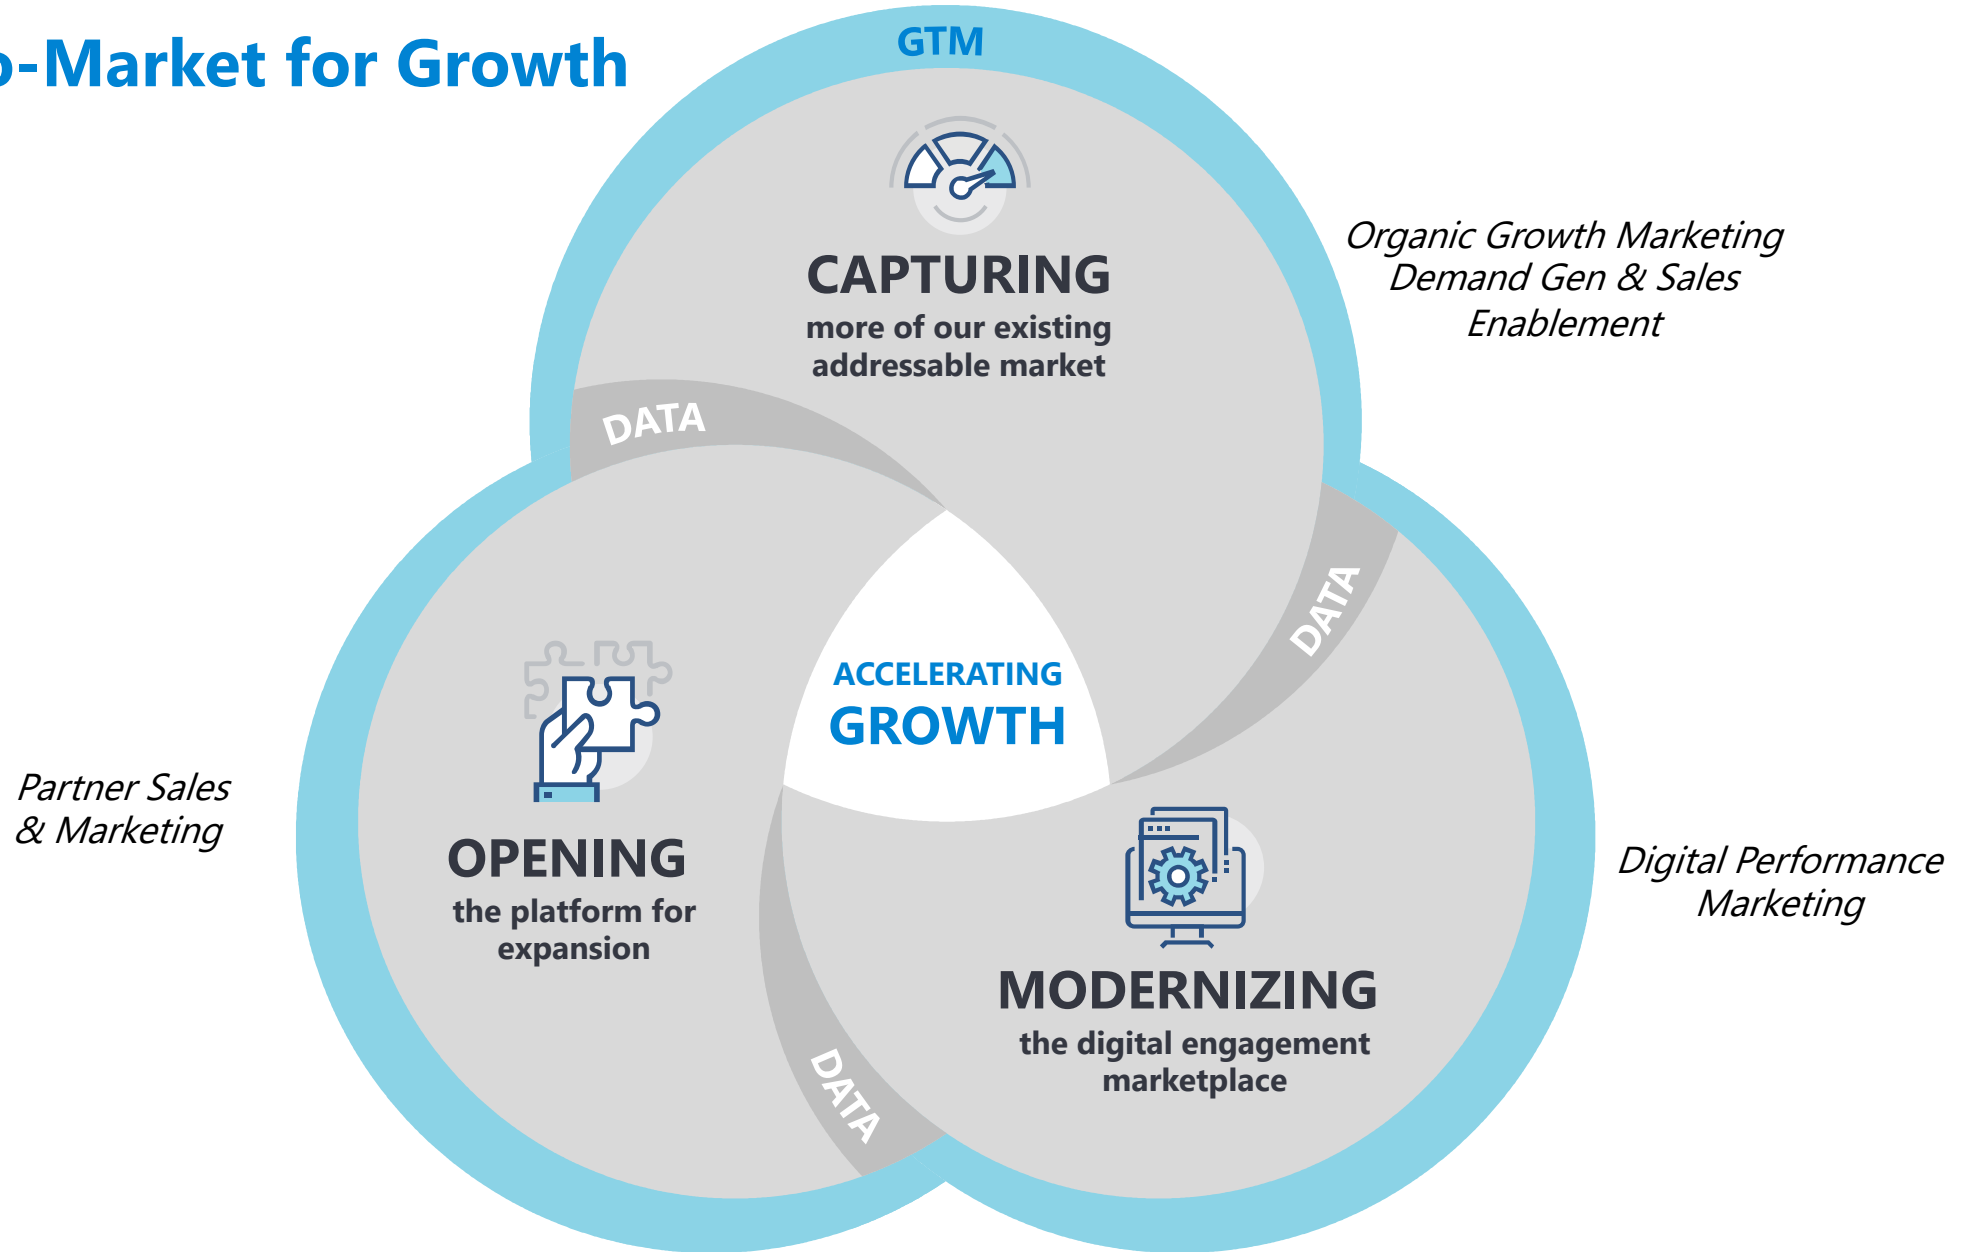 o-Market for Growth
GTM
CAPTURING
more of our existing
addressable market
Organic Growth Marketing
Demand Gen & Sales
Enablement
DATA
DATA
ACCELERATING
GROWTH
Partner Sales
& Marketing
OPENING
the platform for
expansion
Digital Performance
Marketing
MODERNIZING
the digital engagement
marketplace
DATA